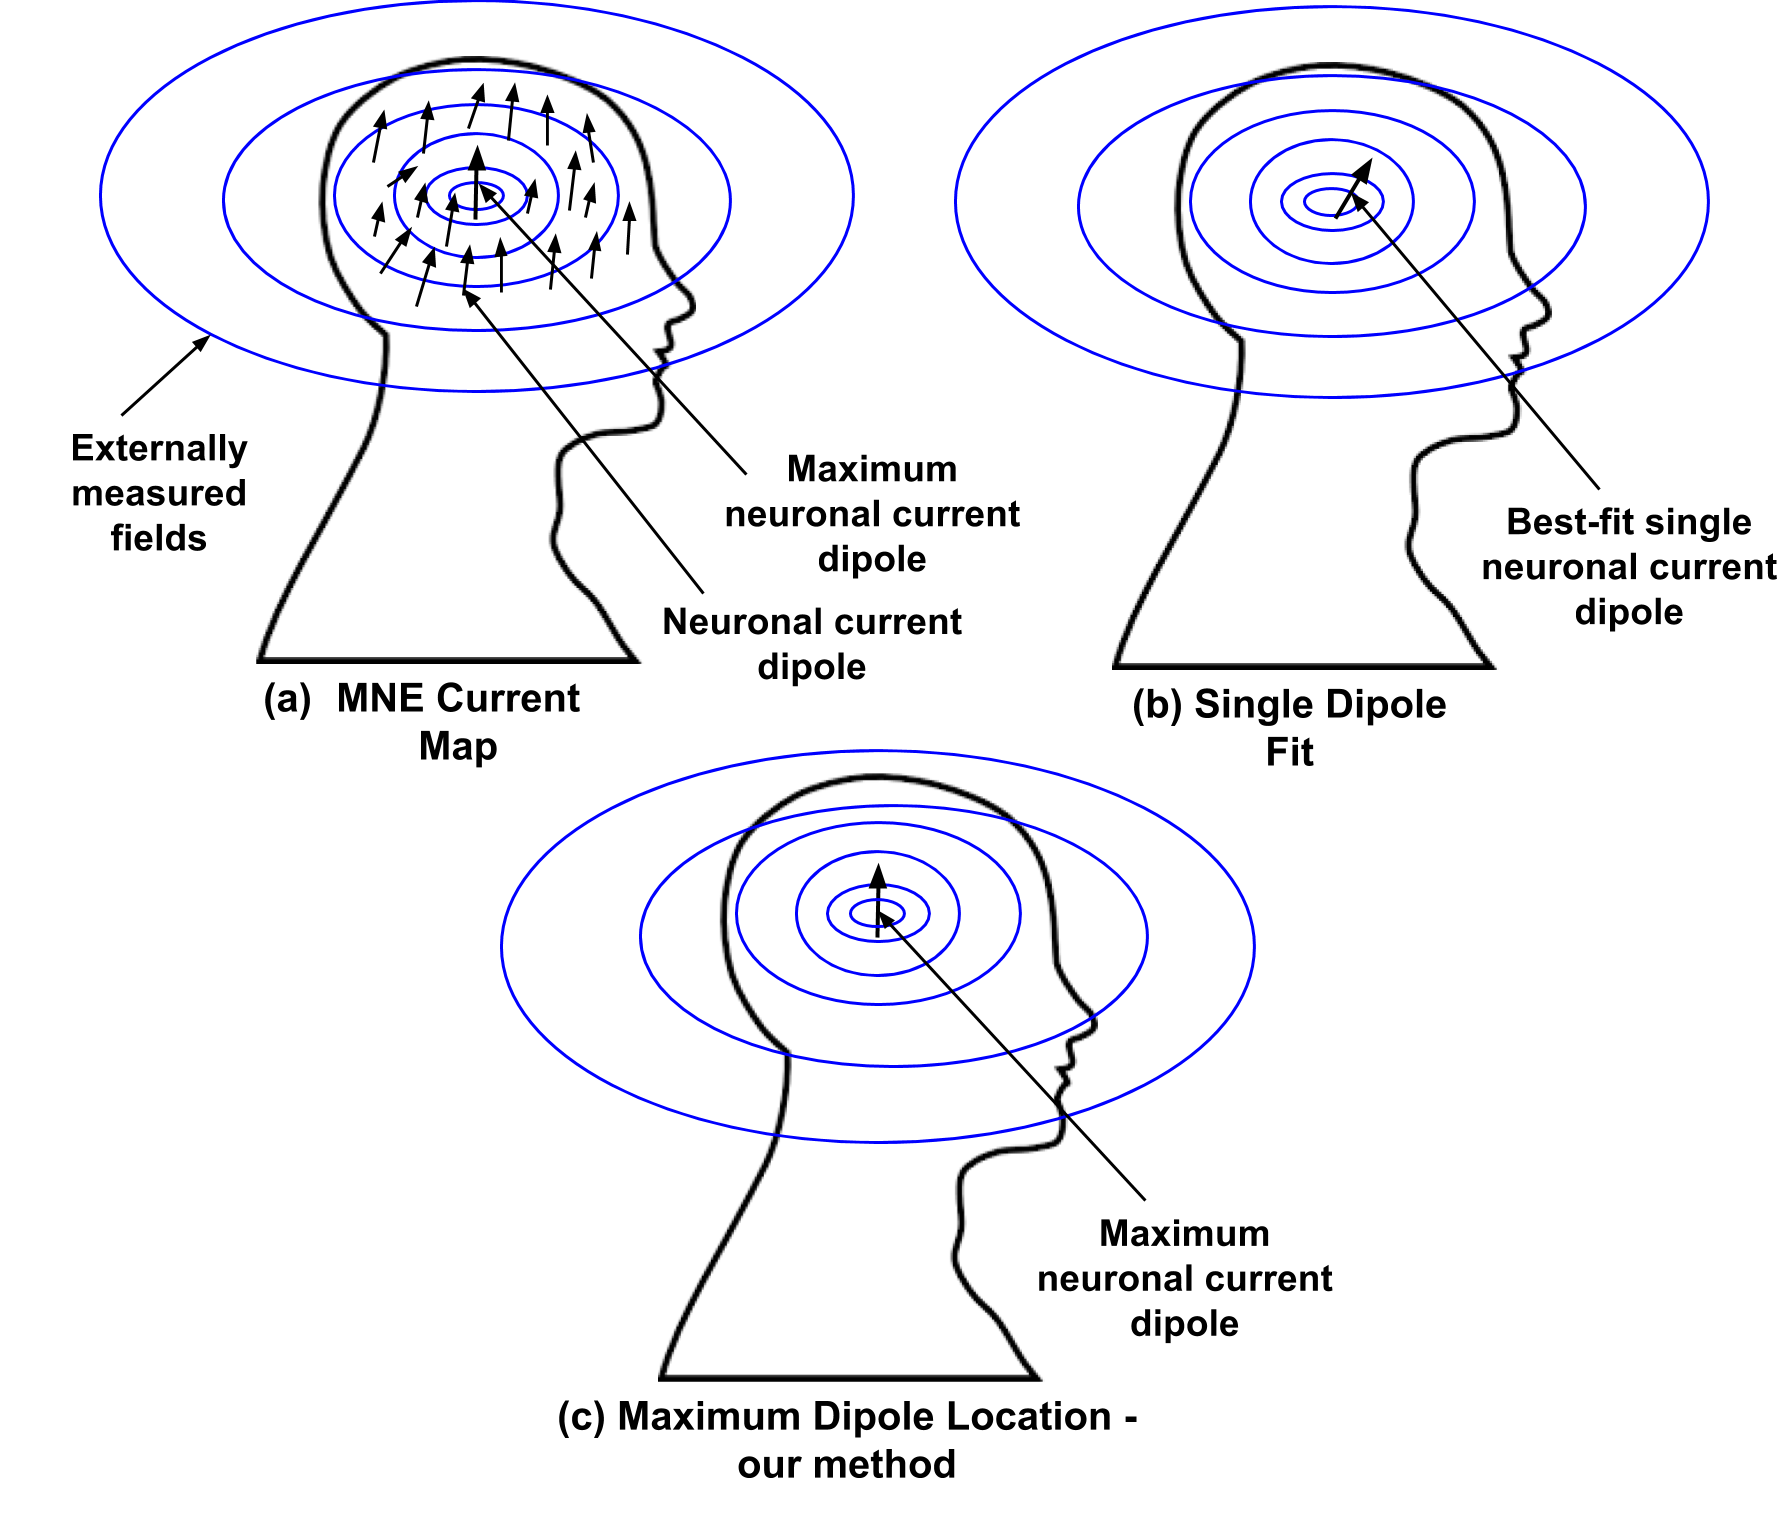 Externally
measured
fields
Maximum
neuronal current
dipole
Neuronal current
dipole
(a) MNE Current
Map
Best-fit single
neuronal current
dipole
(b) Single Dipole
Fit
Maximum
neuronal current
dipole
(c) Maximum Dipole Location -
our method